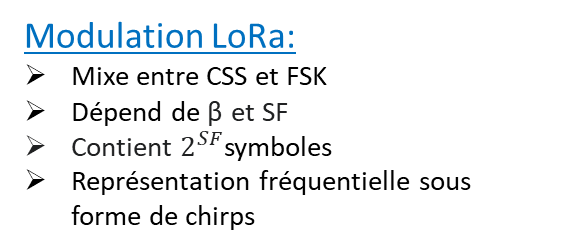 Modulation LoRa:
➢ Mixe entre CSS et FSK
➢ Dépend de β et SF
➢ Contient 2^{SF} symboles
➢ Représentation fréquentielle sous
forme de chirps